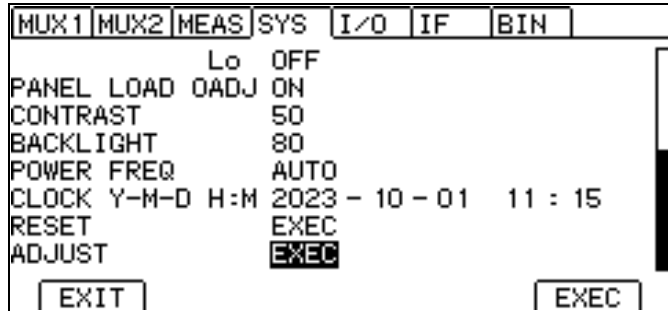 MUX1 MUX2 MEAS SYS I/O IF BIN
Lo OFF
PANEL LOAD 0ADJ ON
CONTRAST 50
BACKLIGHT 80
POWER FREQ AUTO
CLOCK Y-M-D H:M 2023 - 10 - 01 11 : 15
RESET EXEC
ADJUST EXEC
EXIT EXEC